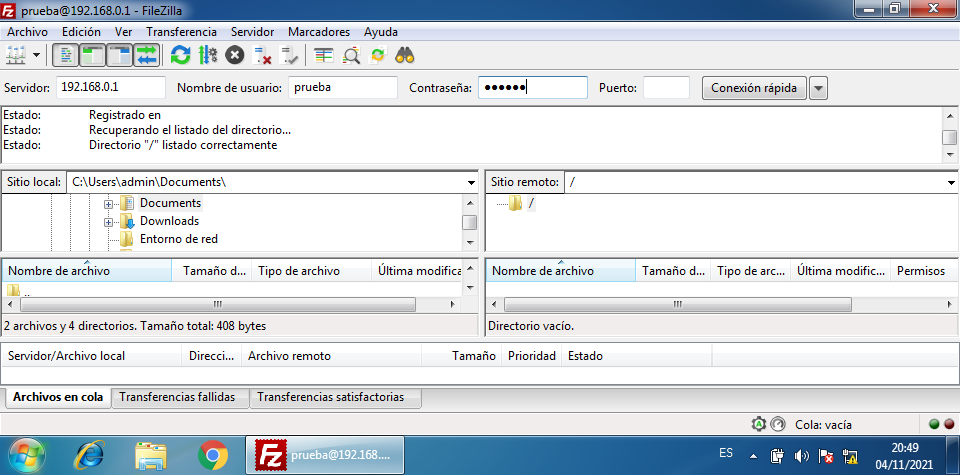 prueba@192.168.0.1 - FileZilla
Archivo Edición Ver Transferencia Servidor Marcadores Ayuda
Servidor: 192.168.0.1 Nombre de usuario: prueba Contraseña: ●●●●●● Puerto: Conexión rápida
Estado: Registrado en
Estado: Recuperando el listado del directorio...
Estado: Directorio "/" listado correctamente
Sitio local: C:\Users\admin\Documents\ Sitio remoto: /
Documents /
Downloads
Entorno de red
Nombre de archivo Tamaño d... Tipo de archivo Última modifica Nombre de archivo Tamaño d... Tipo de arc... Última modific... Permisos
..
2 archivos y 4 directorios. Tamaño total: 408 bytes Directorio vacío.
Servidor/Archivo local Direcci... Archivo remoto Tamaño Prioridad Estado
Archivos en cola Transferencias fallidas Transferencias satisfactorias
Cola: vacía
Fz prueba@192.168.... ES 20:49
04/11/2021